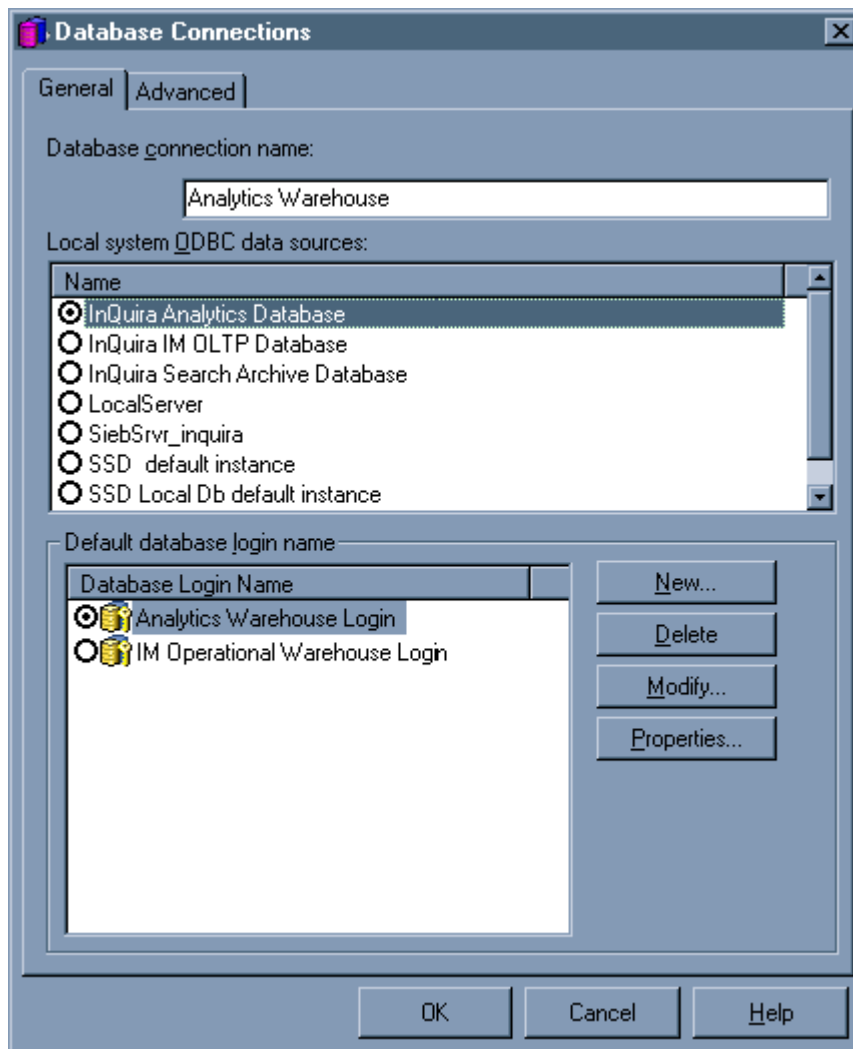 Database Connections
General
Advanced
Database connection name:
Analytics Warehouse
Local system ODBC data sources:
Name
InQuira Analytics Database
InQuira IM OLTP Database
InQuira Search Archive Database
LocalServer
SiebSrvr_inquira
SSD  default instance
SSD Local Db default instance
Default database login name
Database Login Name
Analytics Warehouse Login
IM Operational Warehouse Login
New...
Delete
Modify...
Properties...
OK
Cancel
Help